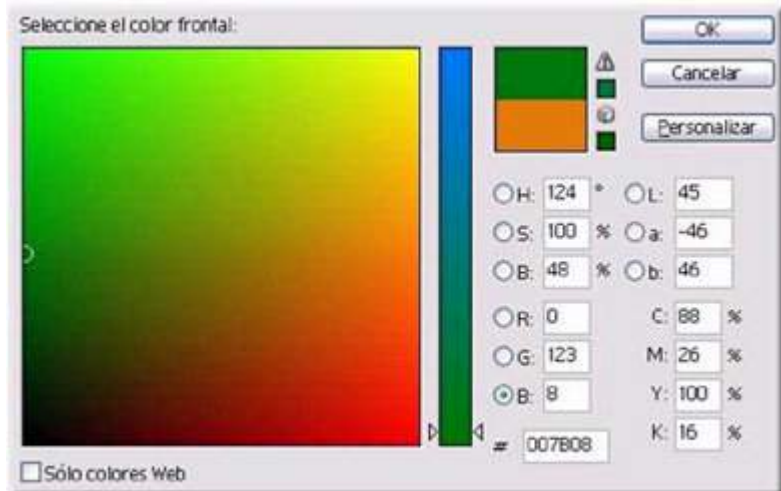 Seleccione el color frontal:
OK
Cancelar
Personalizar
H: 124 °
S: 100 %
B: 48 %
L: 45
a: -46
b: 46
R: 0
G: 123
B: 8
# 007B08
C: 88 %
M: 26 %
Y: 100 %
K: 16 %
Sólo colores Web